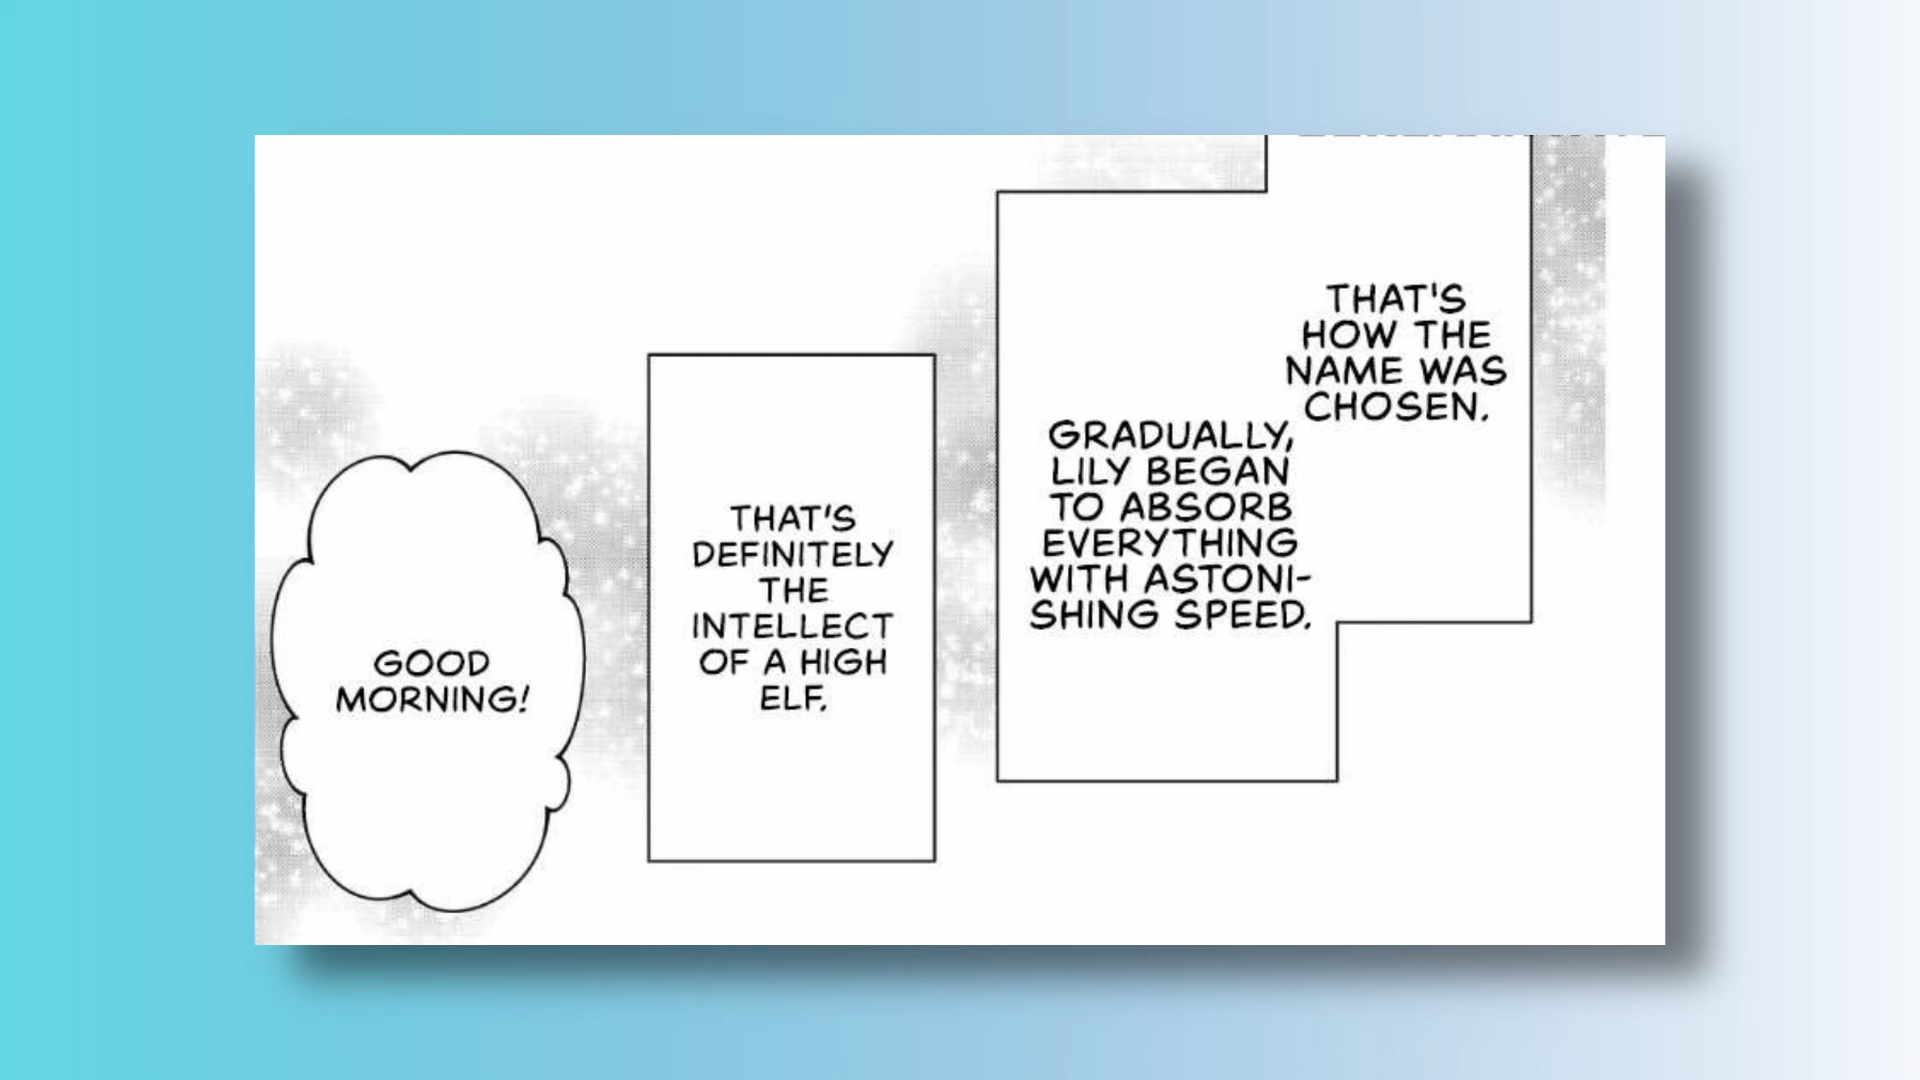 THAT'S
HOW THE
NAME WAS
CHOSEN.
GRADUALLY,
LILY BEGAN
TO ABSORB
EVERYTHING
WITH ASTONI-
SHING SPEED.
THAT'S
DEFINITELY
THE
INTELLECT
OF A HIGH
ELF.
GOOD
MORNING!